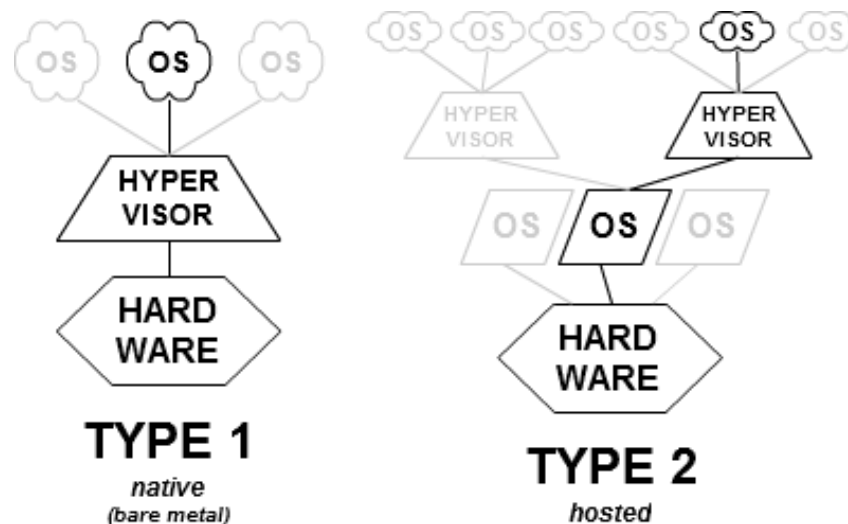 OS OS OS
HYPER
VISOR
HARD
WARE
TYPE 1
native
(bare metal)
OS OS OS OS OS OS
HYPER
VISOR
HYPER
VISOR
OS OS OS
HARD
WARE
TYPE 2
hosted